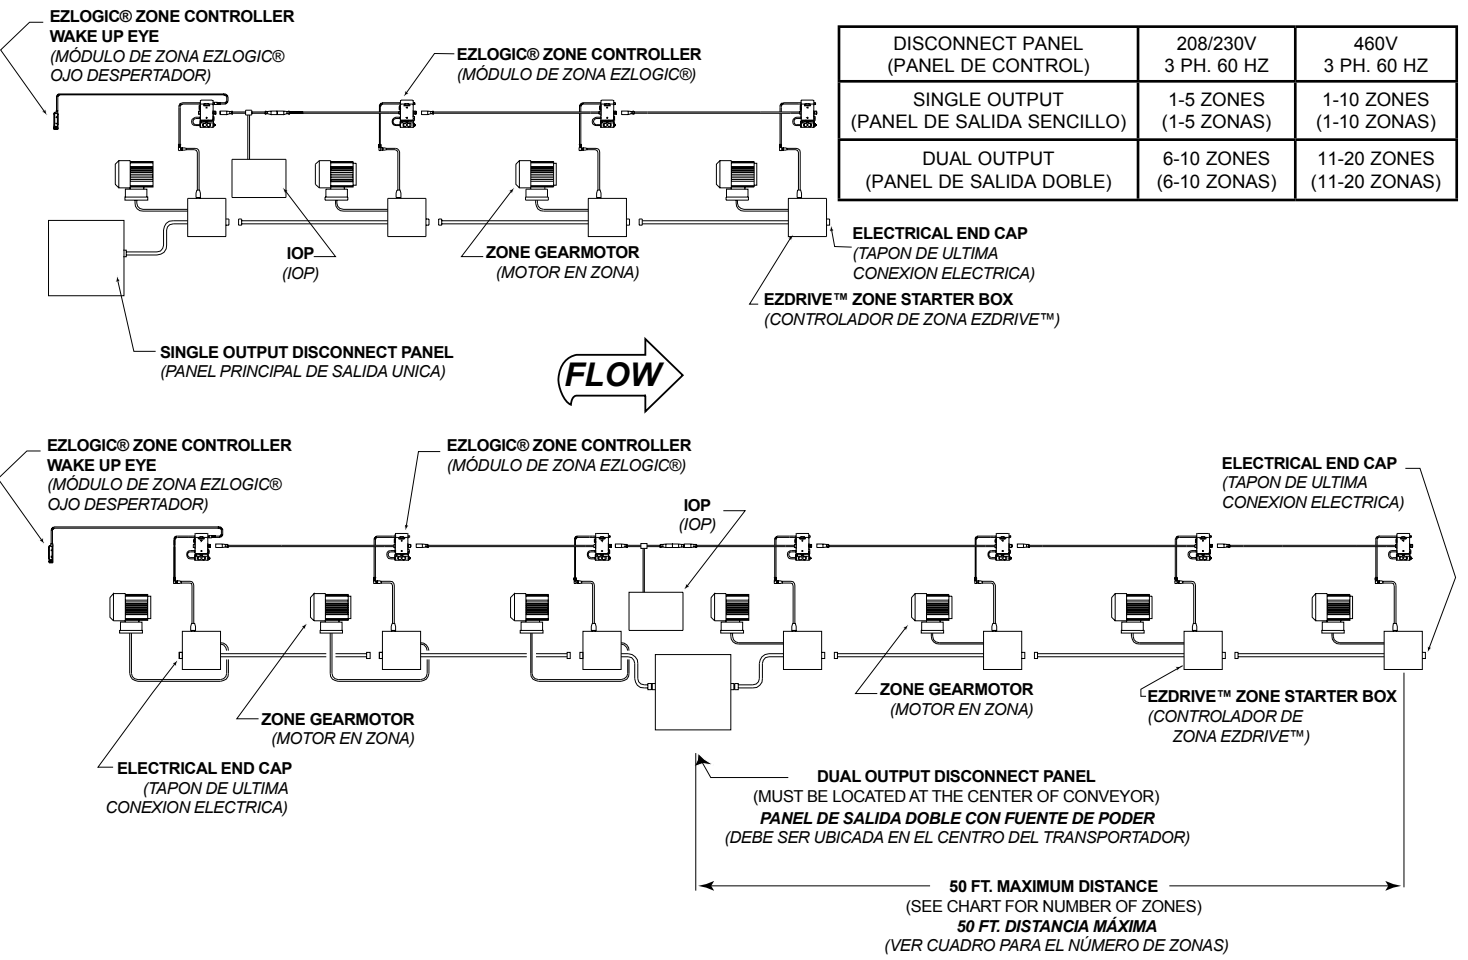 EZLOGIC® ZONE CONTROLLER
WAKE UP EYE
(MÓDULO DE ZONA EZLOGIC®
OJO DESPERTADOR)
EZLOGIC® ZONE CONTROLLER
(MÓDULO DE ZONA EZLOGIC®)
DISCONNECT PANEL
(PANEL DE CONTROL)
208/230V
3 PH. 60 HZ
460V
3 PH. 60 HZ
SINGLE OUTPUT
(PANEL DE SALIDA SENCILLO)
1-5 ZONES
(1-5 ZONAS)
1-10 ZONES
(1-10 ZONAS)
DUAL OUTPUT
(PANEL DE SALIDA DOBLE)
6-10 ZONES
(6-10 ZONAS)
11-20 ZONES
(11-20 ZONAS)
IOP
(IOP)
ZONE GEARMOTOR
(MOTOR EN ZONA)
ELECTRICAL END CAP
(TAPON DE ULTIMA
CONEXION ELECTRICA)
EZDRIVE™ ZONE STARTER BOX
(CONTROLADOR DE ZONA EZDRIVE™)
SINGLE OUTPUT DISCONNECT PANEL
(PANEL PRINCIPAL DE SALIDA UNICA)
FLOW
EZLOGIC® ZONE CONTROLLER
WAKE UP EYE
(MÓDULO DE ZONA EZLOGIC®
OJO DESPERTADOR)
EZLOGIC® ZONE CONTROLLER
(MÓDULO DE ZONA EZLOGIC®)
IOP
(IOP)
ELECTRICAL END CAP
(TAPON DE ULTIMA
CONEXION ELECTRICA)
ZONE GEARMOTOR
(MOTOR EN ZONA)
ELECTRICAL END CAP
(TAPON DE ULTIMA
CONEXION ELECTRICA)
ZONE GEARMOTOR
(MOTOR EN ZONA)
EZDRIVE™ ZONE STARTER BOX
(CONTROLADOR DE
ZONA EZDRIVE™)
DUAL OUTPUT DISCONNECT PANEL
(MUST BE LOCATED AT THE CENTER OF CONVEYOR)
PANEL DE SALIDA DOBLE CON FUENTE DE PODER
(DEBE SER UBICADA EN EL CENTRO DEL TRANSPORTADOR)
50 FT. MAXIMUM DISTANCE
(SEE CHART FOR NUMBER OF ZONES)
50 FT. DISTANCIA MÁXIMA
(VER CUADRO PARA EL NÚMERO DE ZONAS)